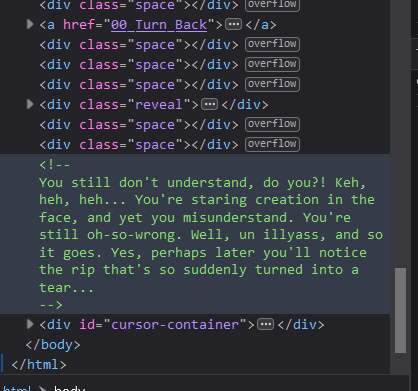 <div class="space"></div> overflow
<a href="00 Turn Back">…</a>
<div class="space"></div> overflow
<div class="space"></div> overflow
<div class="space"></div> overflow
<div class="reveal">…</div>
<div class="space"></div> overflow
<div class="space"></div> overflow
<!--
You still don't understand, do you?! Keh,
heh, heh... You're staring creation in the
face, and yet you misunderstand. You're
still oh-so-wrong. Well, un illyass, and so
it goes. Yes, perhaps later you'll notice
the rip that's so suddenly turned into a
tear...
-->
<div id="cursor-container">…</div>
</body>
</html>
html > body